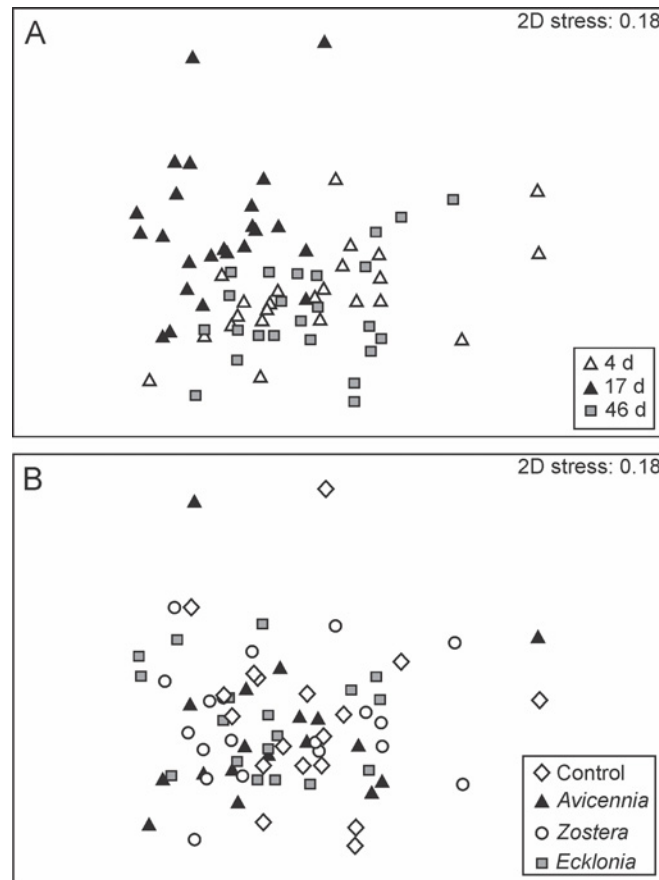 A
2D stress: 0.18
4 d
17 d
46 d
B
2D stress: 0.18
Control
Avicennia
Zostera
Ecklonia